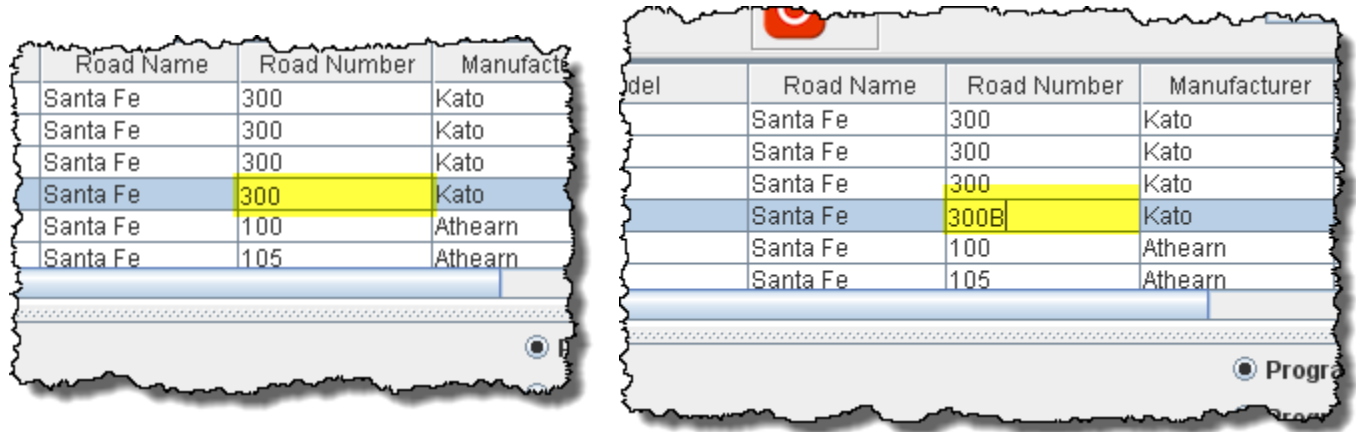 Road Name Road Number Manufacte
Santa Fe 300 Kato
Santa Fe 300 Kato
Santa Fe 300 Kato
Santa Fe 300 Kato
Santa Fe 100 Athearn
Santa Fe 105 Athearn
del Road Name Road Number Manufacturer
Santa Fe 300 Kato
Santa Fe 300 Kato
Santa Fe 300 Kato
Santa Fe 300B Kato
Santa Fe 100 Athearn
Santa Fe 105 Athearn
Progra
Progr